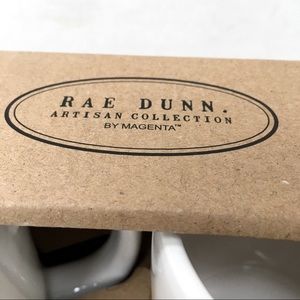 RAE DUNN.
ARTISAN COLLECTION
BY MAGENTA™